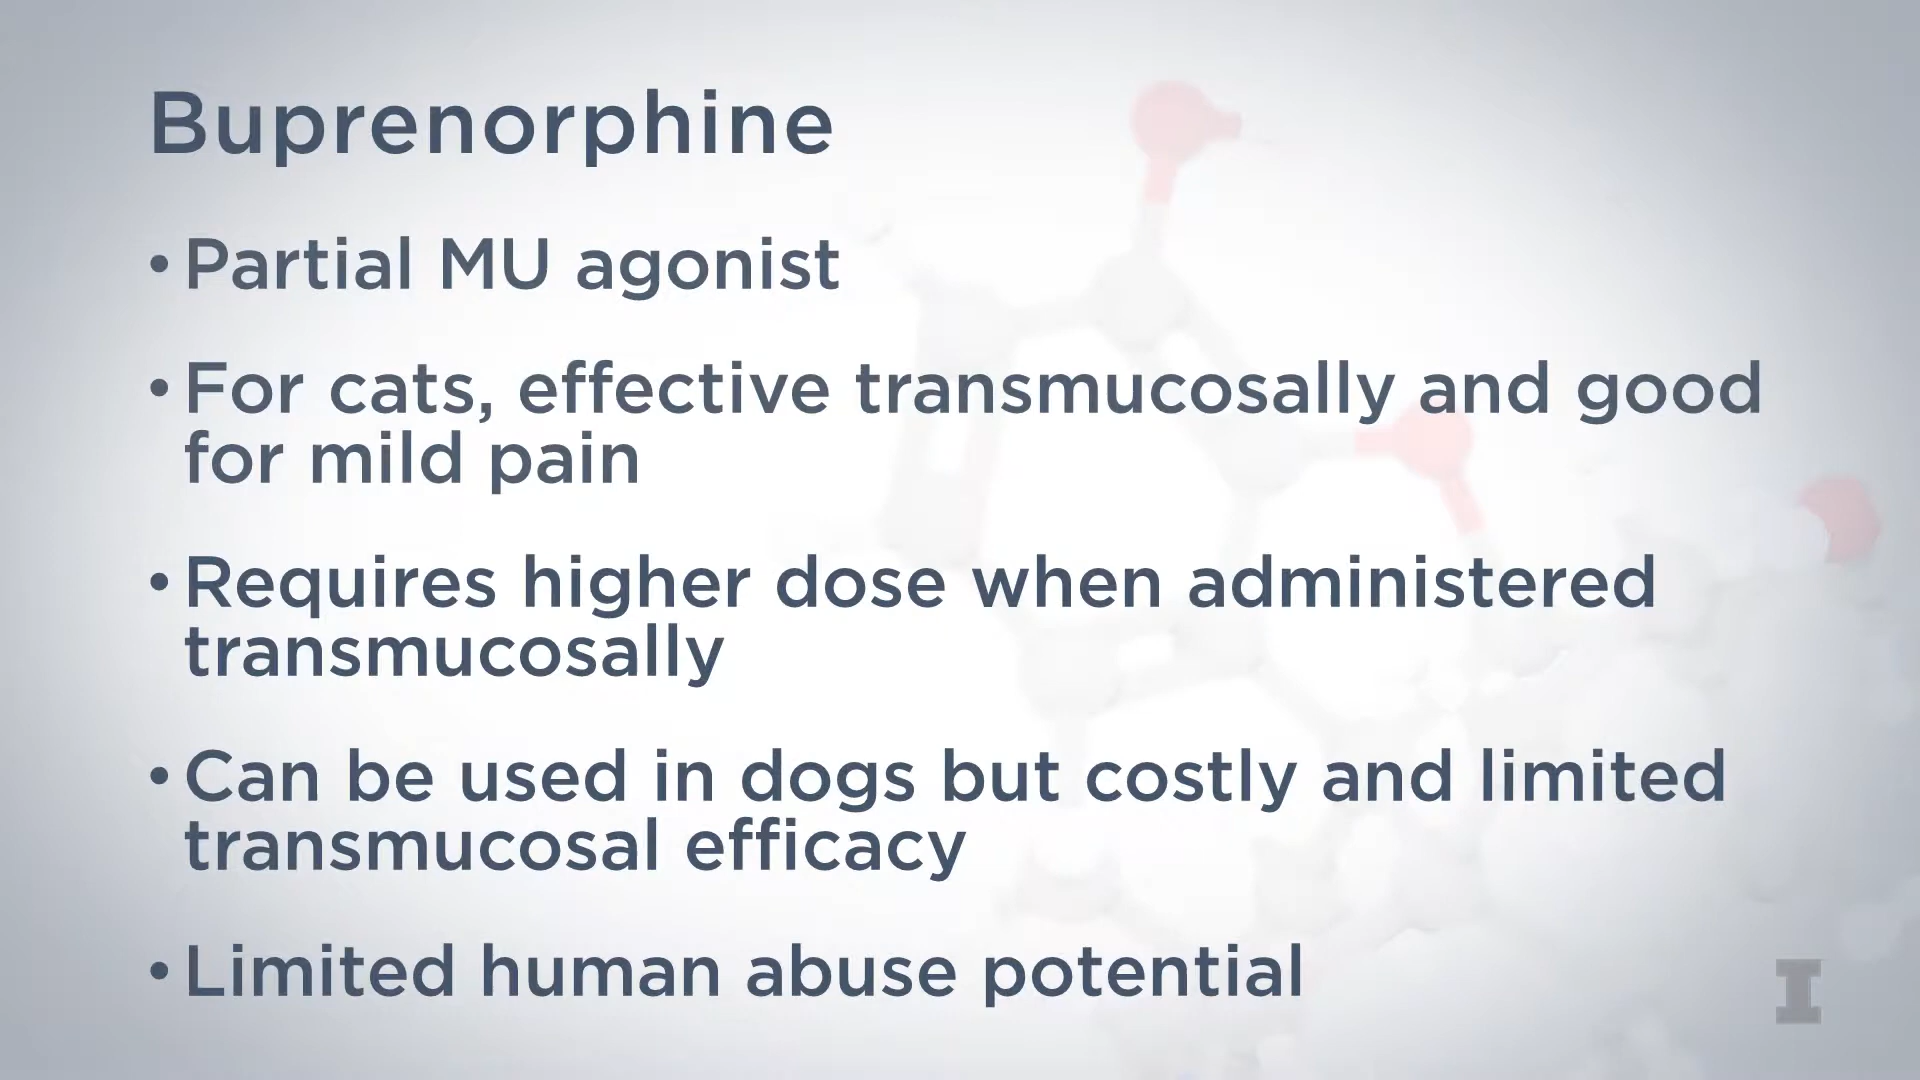 Buprenorphine
• Partial MU agonist
• For cats, effective transmucosally and good
for mild pain
• Requires higher dose when administered
transmucosally
• Can be used in dogs but costly and limited
transmucosal efficacy
• Limited human abuse potential
I